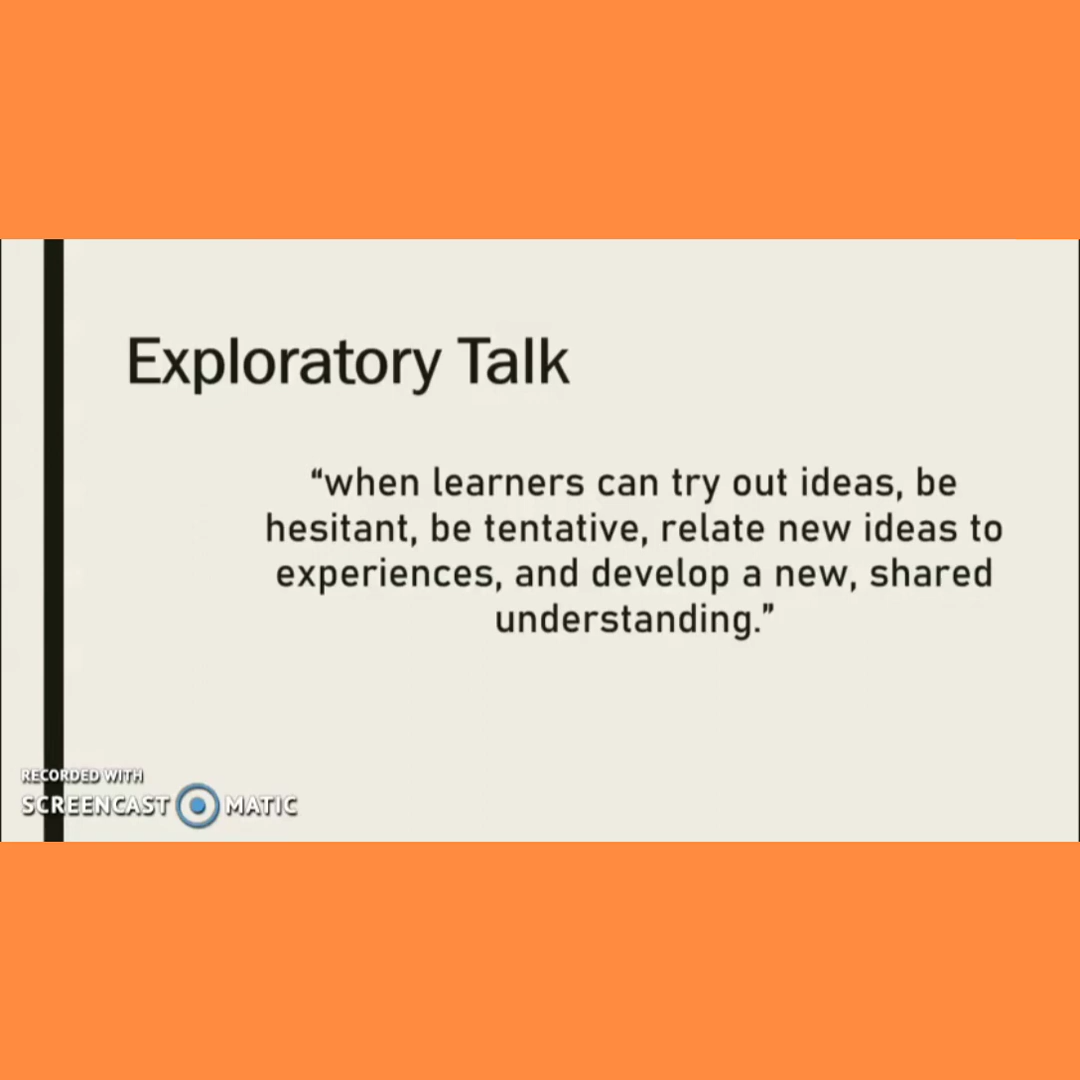 Exploratory Talk
“when learners can try out ideas, be
hesitant, be tentative, relate new ideas to
experiences, and develop a new, shared
understanding.”
RECORDED WITH
SCREENCAST MATIC